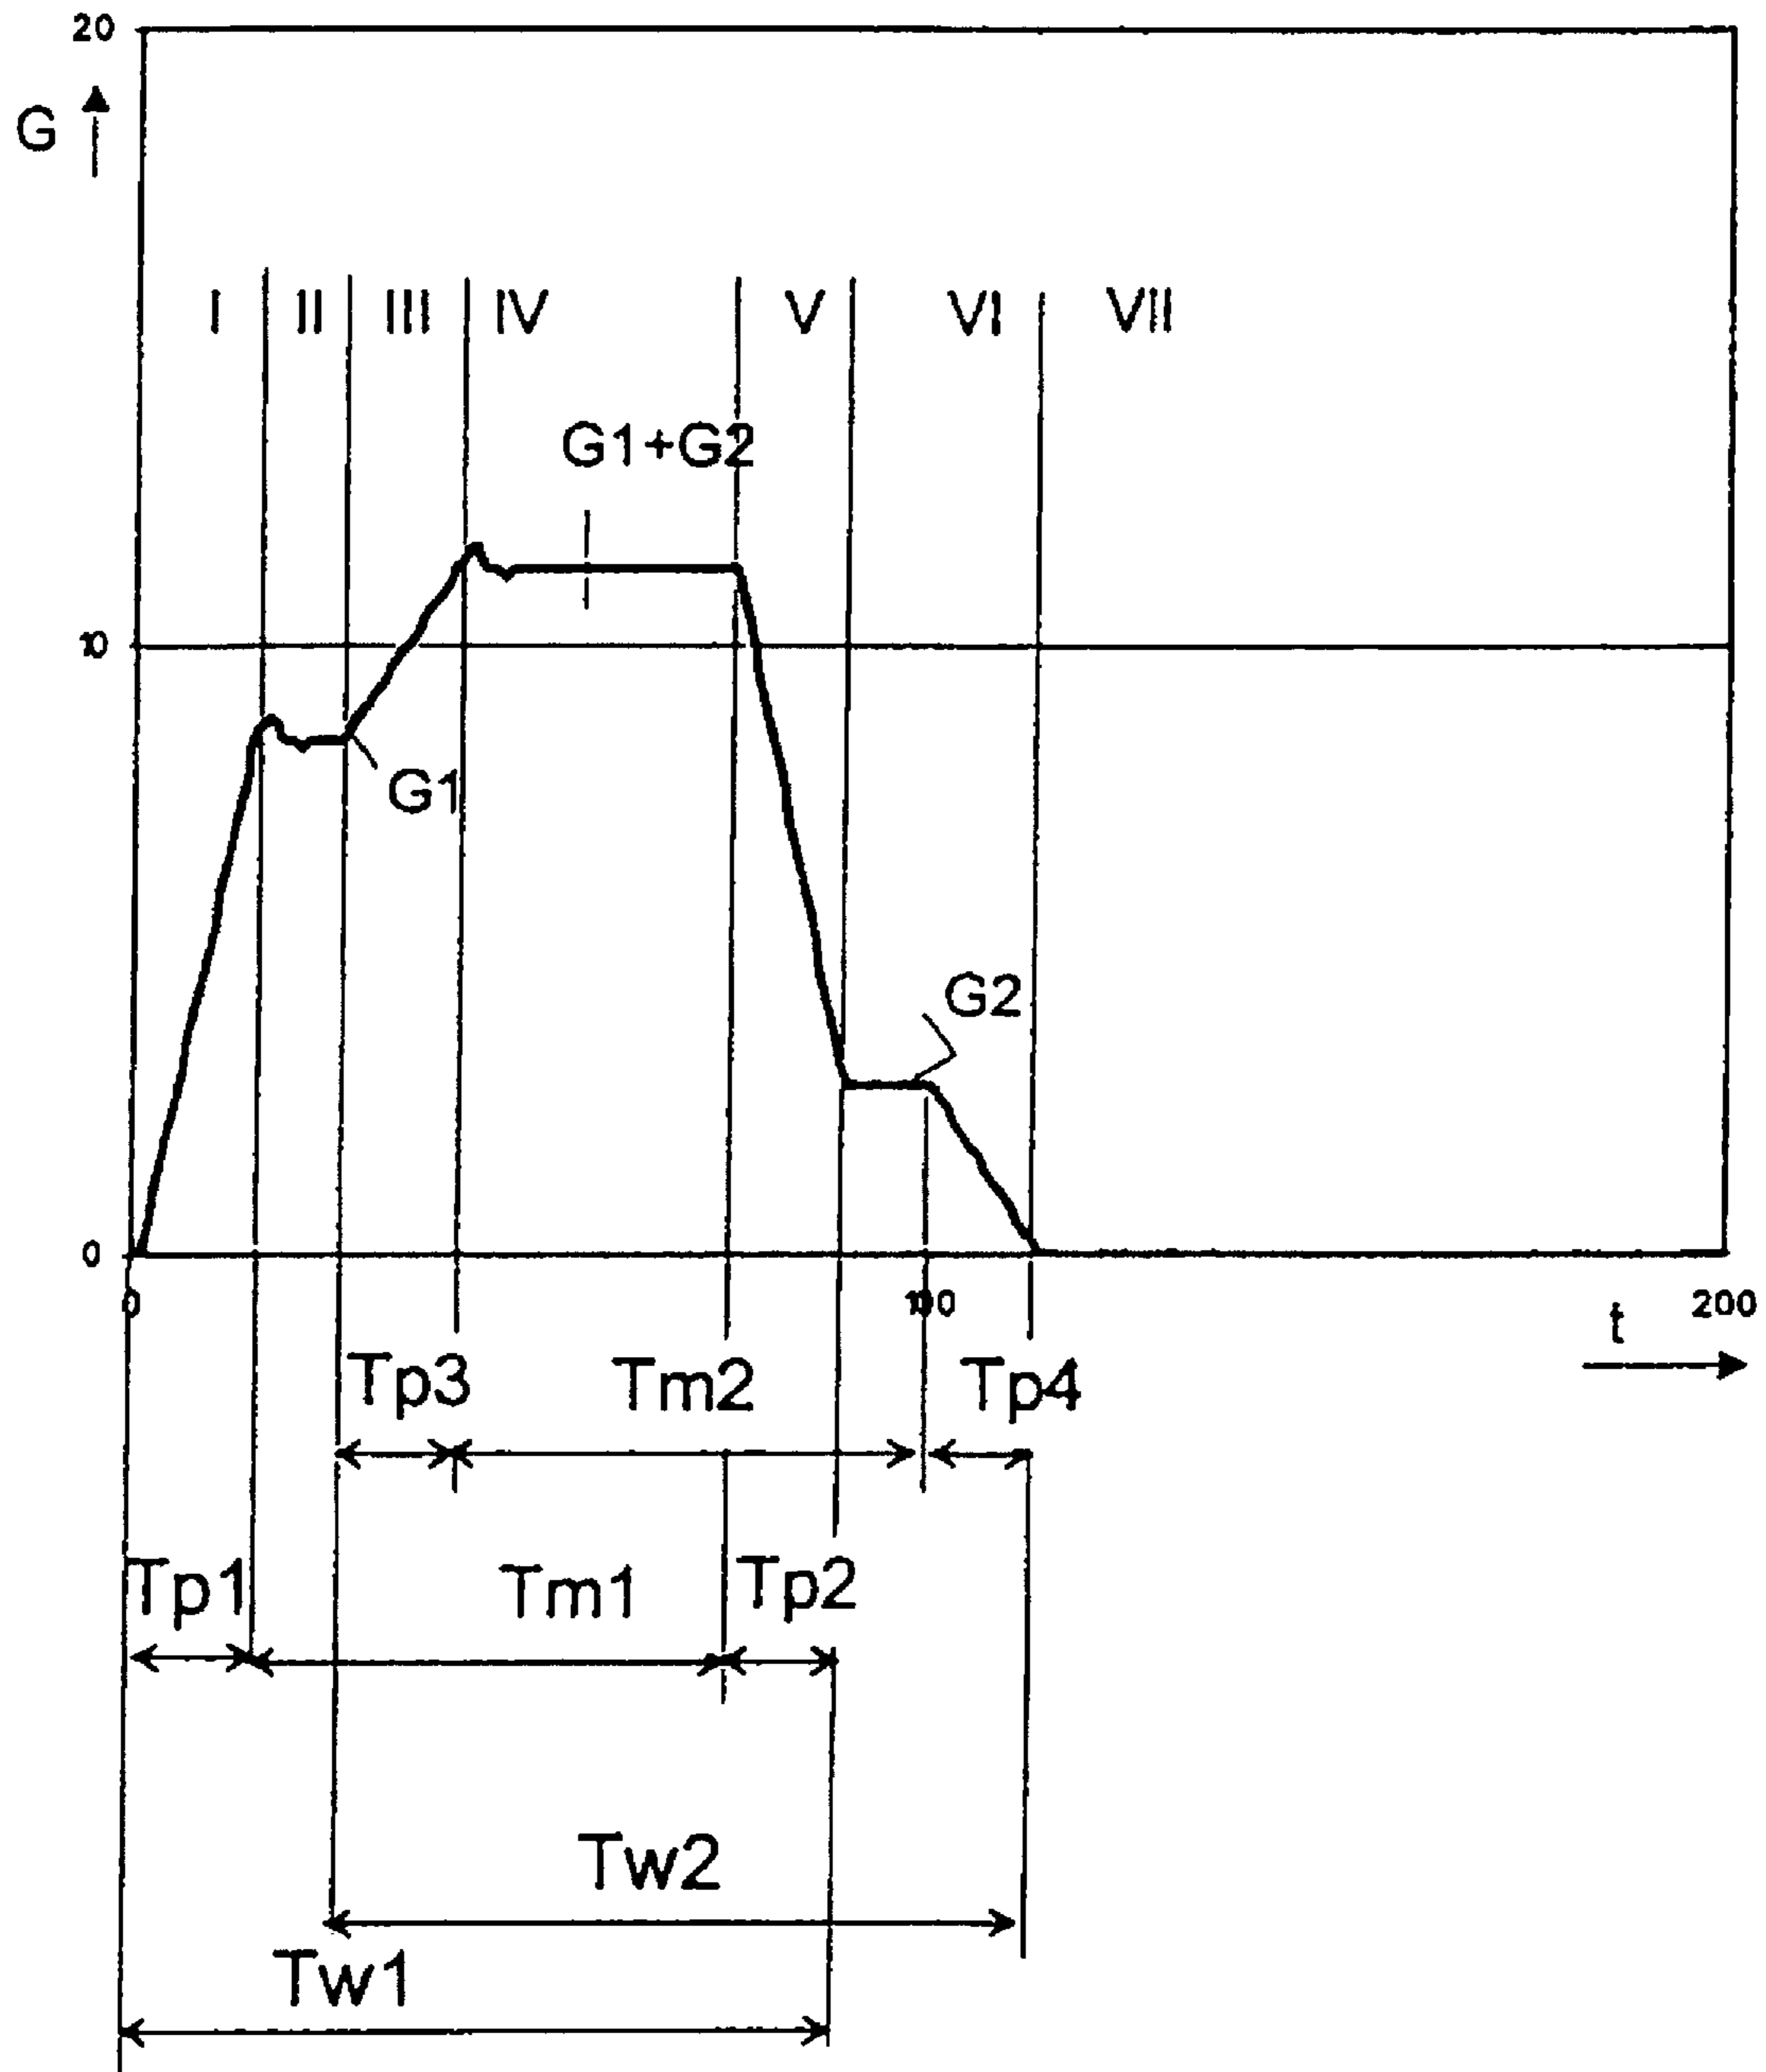 20
G
I II III IV V VI VII
G1+G2
10
G1
G2
0
0 100 200
t
Tp3 Tm2 Tp4
Tp1 Tm1 Tp2
Tw2
Tw1